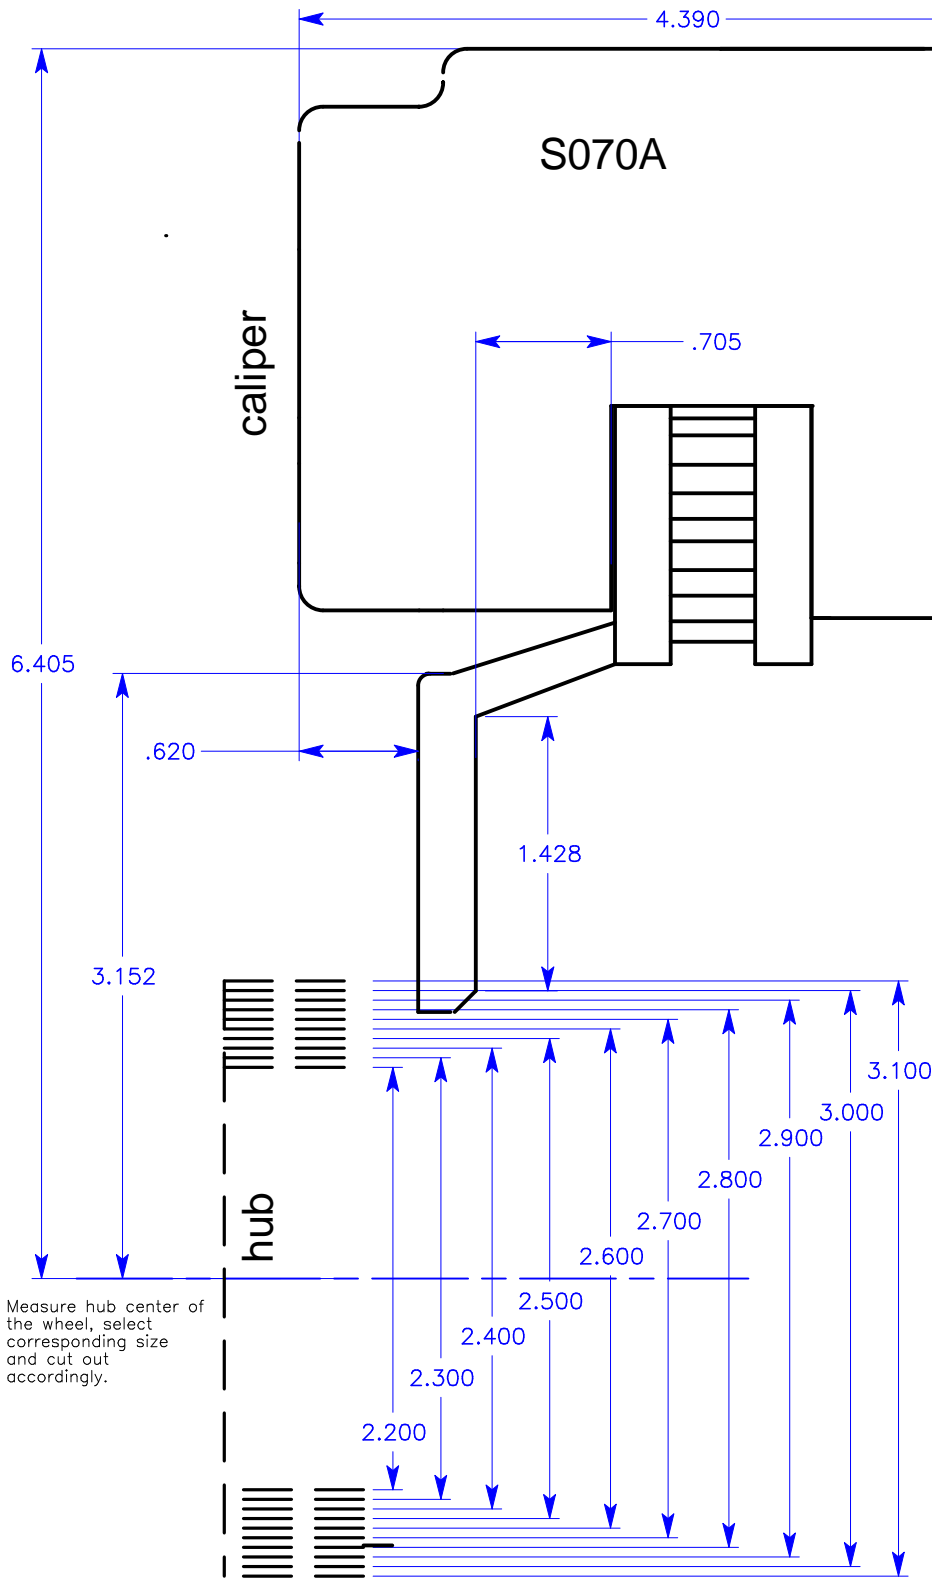 4.390
S070A
caliper
.705
6.405
.620
1.428
3.152
3.100
3.000
2.900
2.800
2.700
2.600
2.500
2.400
2.300
2.200
hub
Measure hub center of
the wheel, select
corresponding size
and cut out
accordingly.